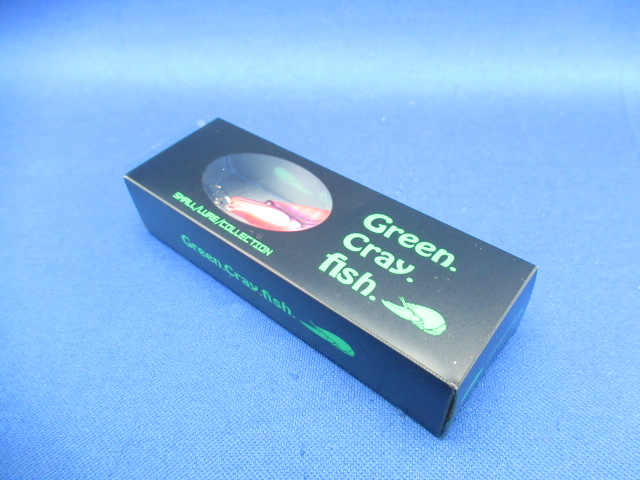 Green.
Cray.
fish.
SMALL/LURE/COLLECTION
Green.Cray.fish.